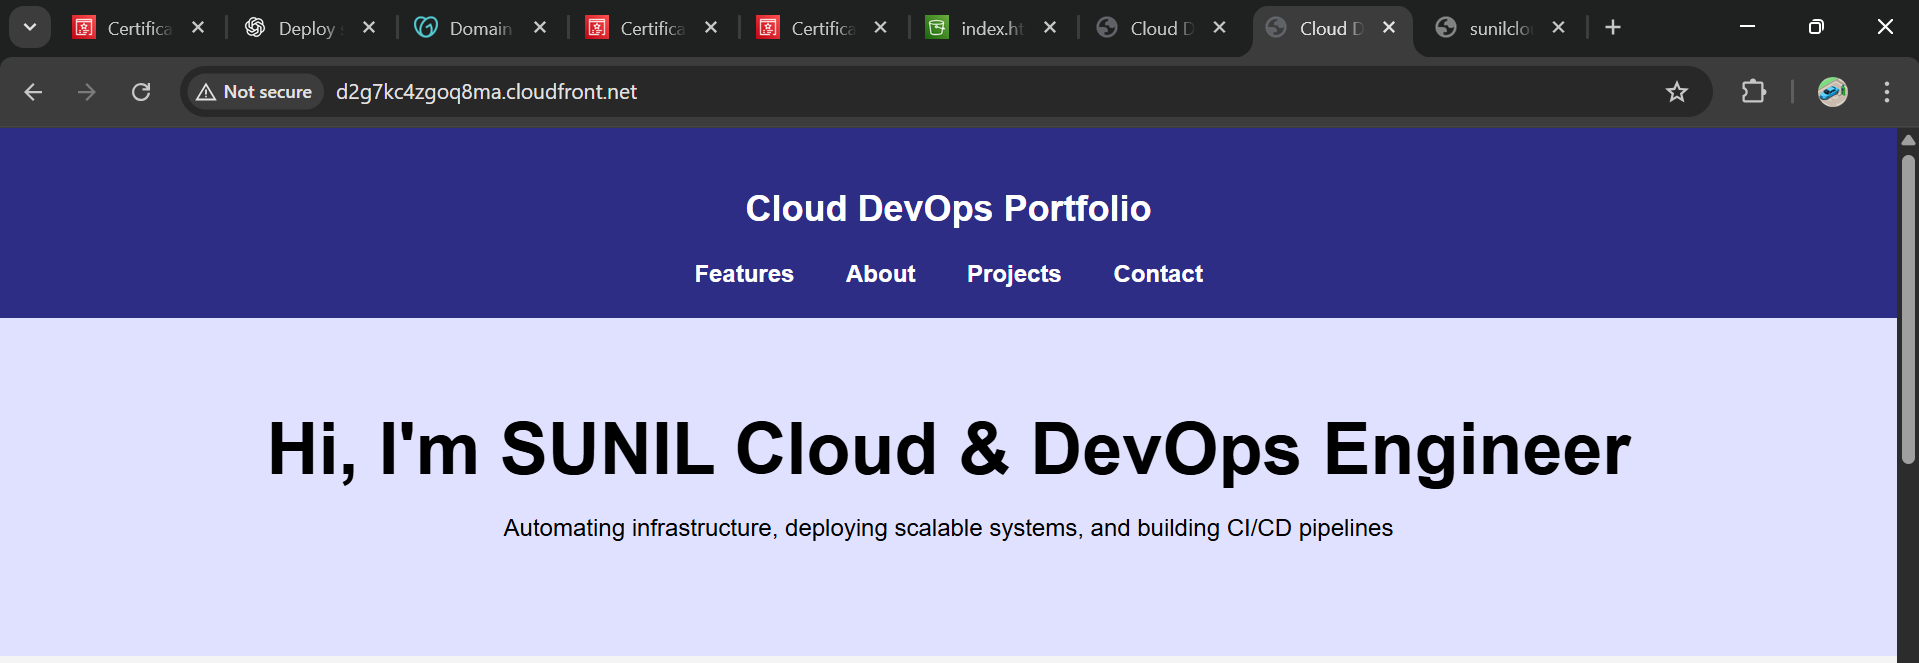 Certifica
Deploy
Domain
Certifica
Certifica
index.ht
Cloud D
Cloud D
sunilclo
Not secure
d2g7kc4zgoq8ma.cloudfront.net
Cloud DevOps Portfolio
Features About Projects Contact
Hi, I'm SUNIL Cloud & DevOps Engineer
Automating infrastructure, deploying scalable systems, and building CI/CD pipelines